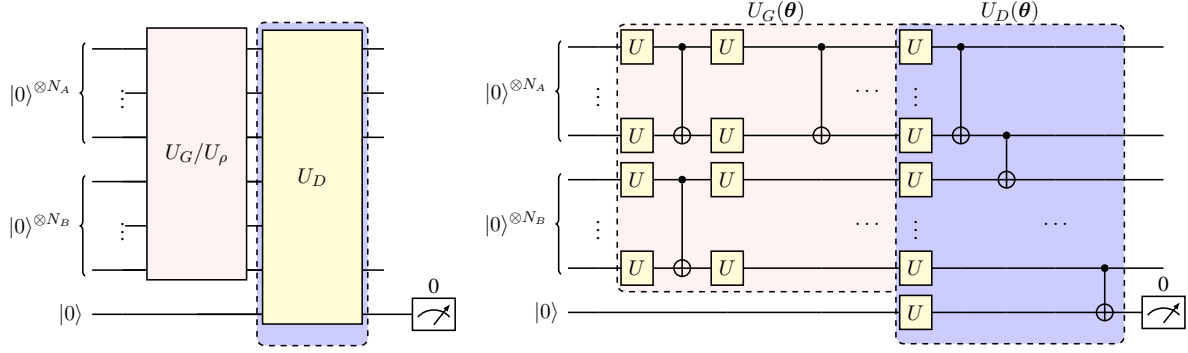 U_G(θ) U_D(θ)
|0⟩^{⊗N_A} ⋮ U_G/U_ρ U_D |0⟩^{⊗N_A} ⋮ U U U ⋯ ⋮
U U U
U U U
|0⟩^{⊗N_B} ⋮ |0⟩^{⊗N_B} ⋮ ⋯ ⋮ ⋯
U U U
0 0
|0⟩ |0⟩ U